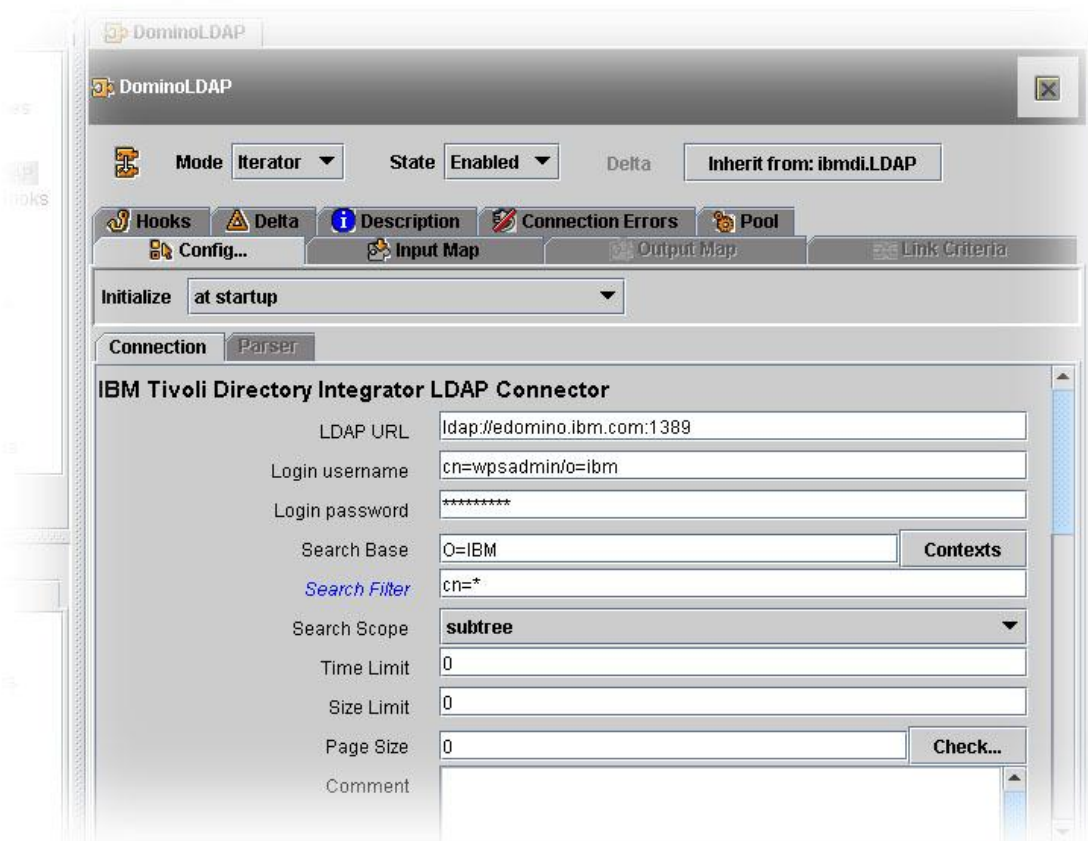 DominoLDAP
DominoLDAP
Mode Iterator State Enabled Delta Inherit from: ibmdi.LDAP
Hooks Delta Description Connection Errors Pool
Config... Input Map Output Map Link Criteria
Initialize at startup
Connection Parser
IBM Tivoli Directory Integrator LDAP Connector
LDAP URL ldap://edomino.ibm.com:1389
Login username cn=wpsadmin/o=ibm
Login password *********
Search Base O=IBM Contexts
Search Filter cn=*
Search Scope subtree
Time Limit 0
Size Limit 0
Page Size 0 Check...
Comment